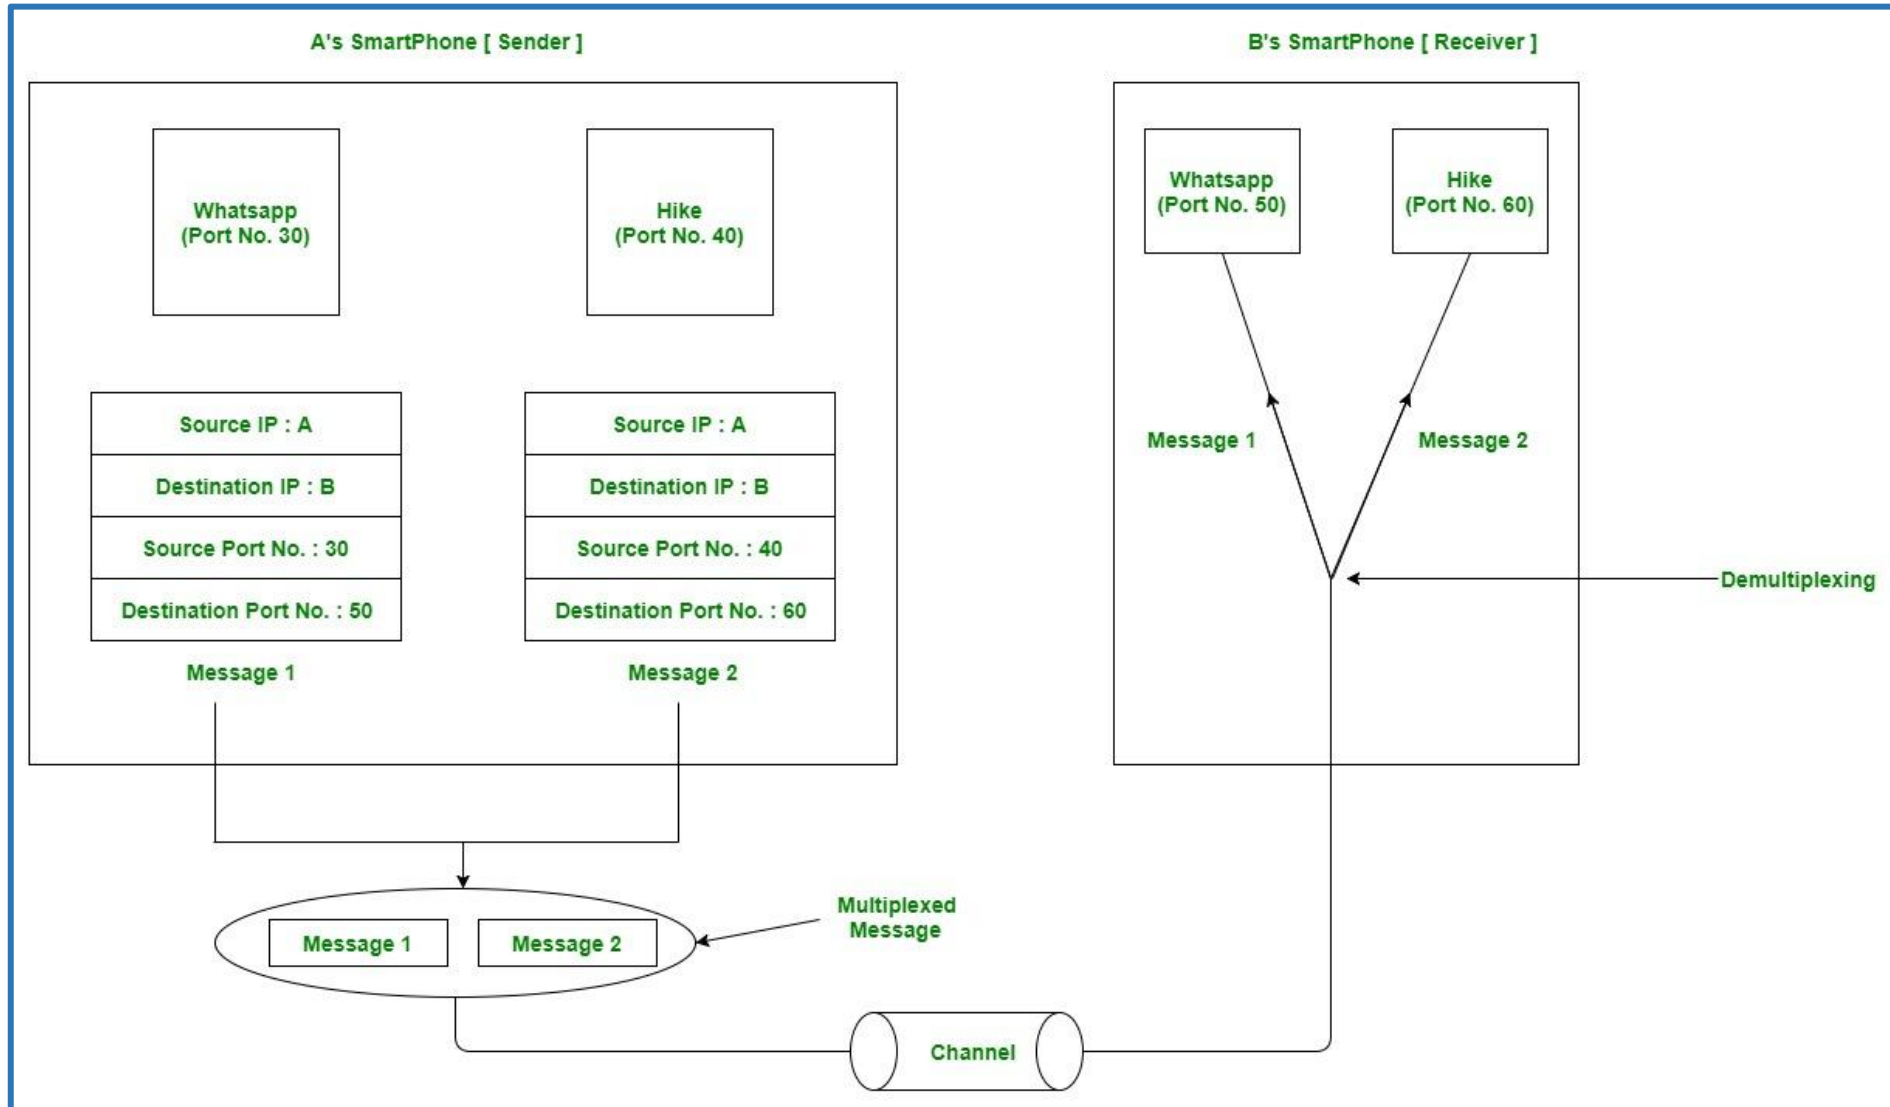 A's SmartPhone [ Sender ]
B's SmartPhone [ Receiver ]
Whatsapp
(Port No. 30)
Hike
(Port No. 40)
Whatsapp
(Port No. 50)
Hike
(Port No. 60)
Source IP : A
Destination IP : B
Source Port No. : 30
Destination Port No. : 50
Message 1
Source IP : A
Destination IP : B
Source Port No. : 40
Destination Port No. : 60
Message 2
Message 1
Message 2
Demultiplexing
Message 1
Message 2
Multiplexed
Message
Channel